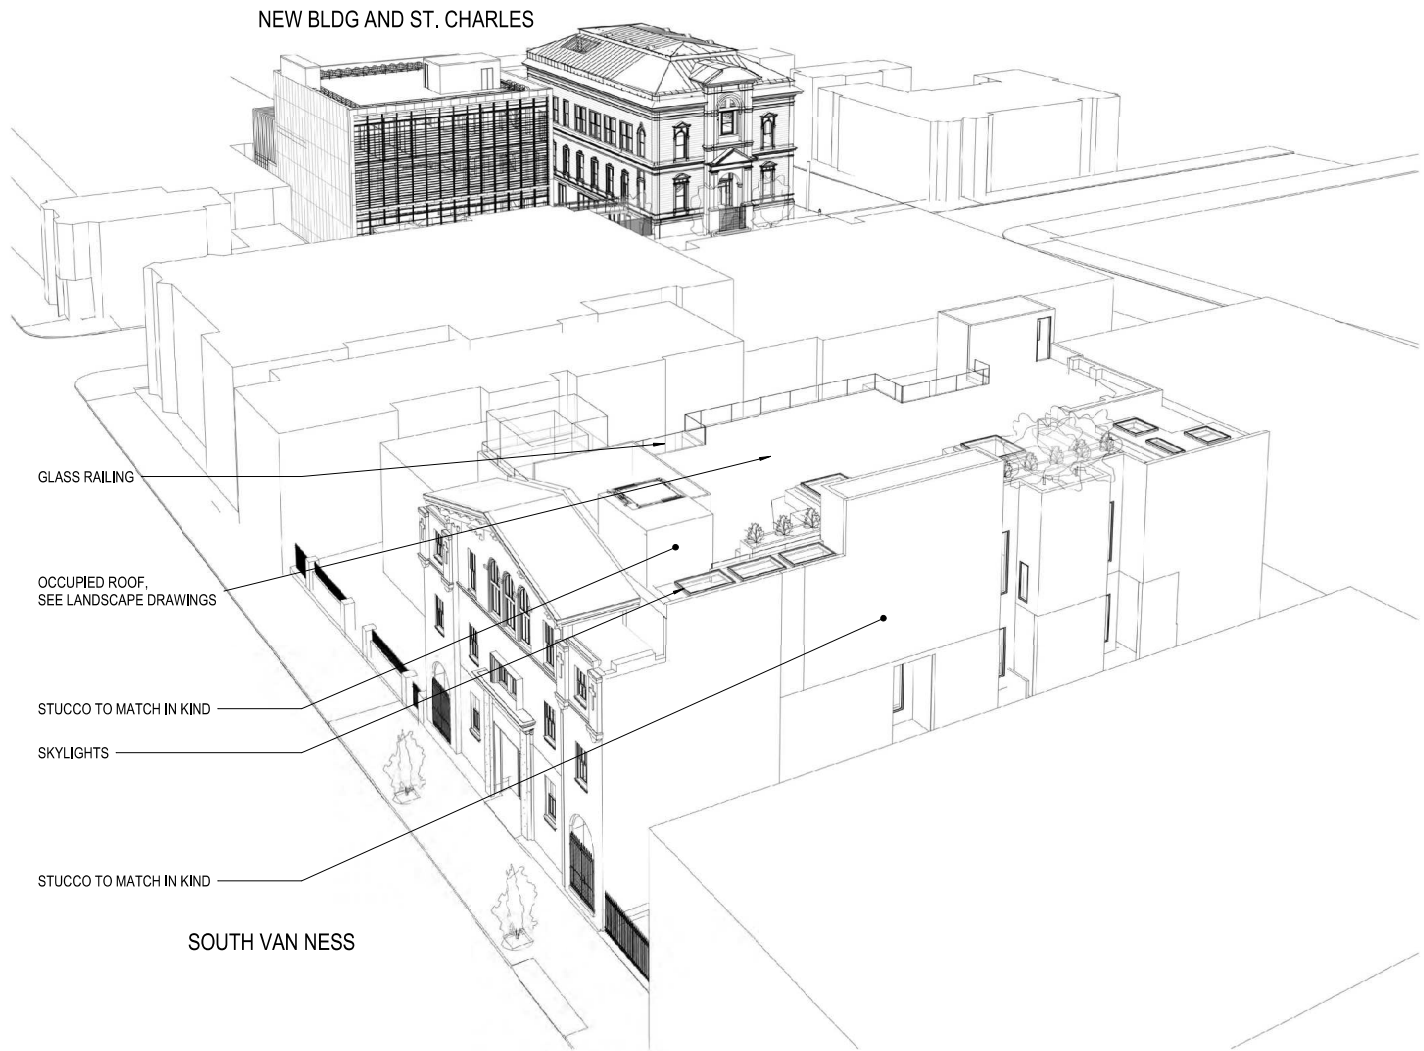 NEW BLDG AND ST. CHARLES
GLASS RAILING
OCCUPIED ROOF,
SEE LANDSCAPE DRAWINGS
STUCCO TO MATCH IN KIND
SKYLIGHTS
STUCCO TO MATCH IN KIND
SOUTH VAN NESS